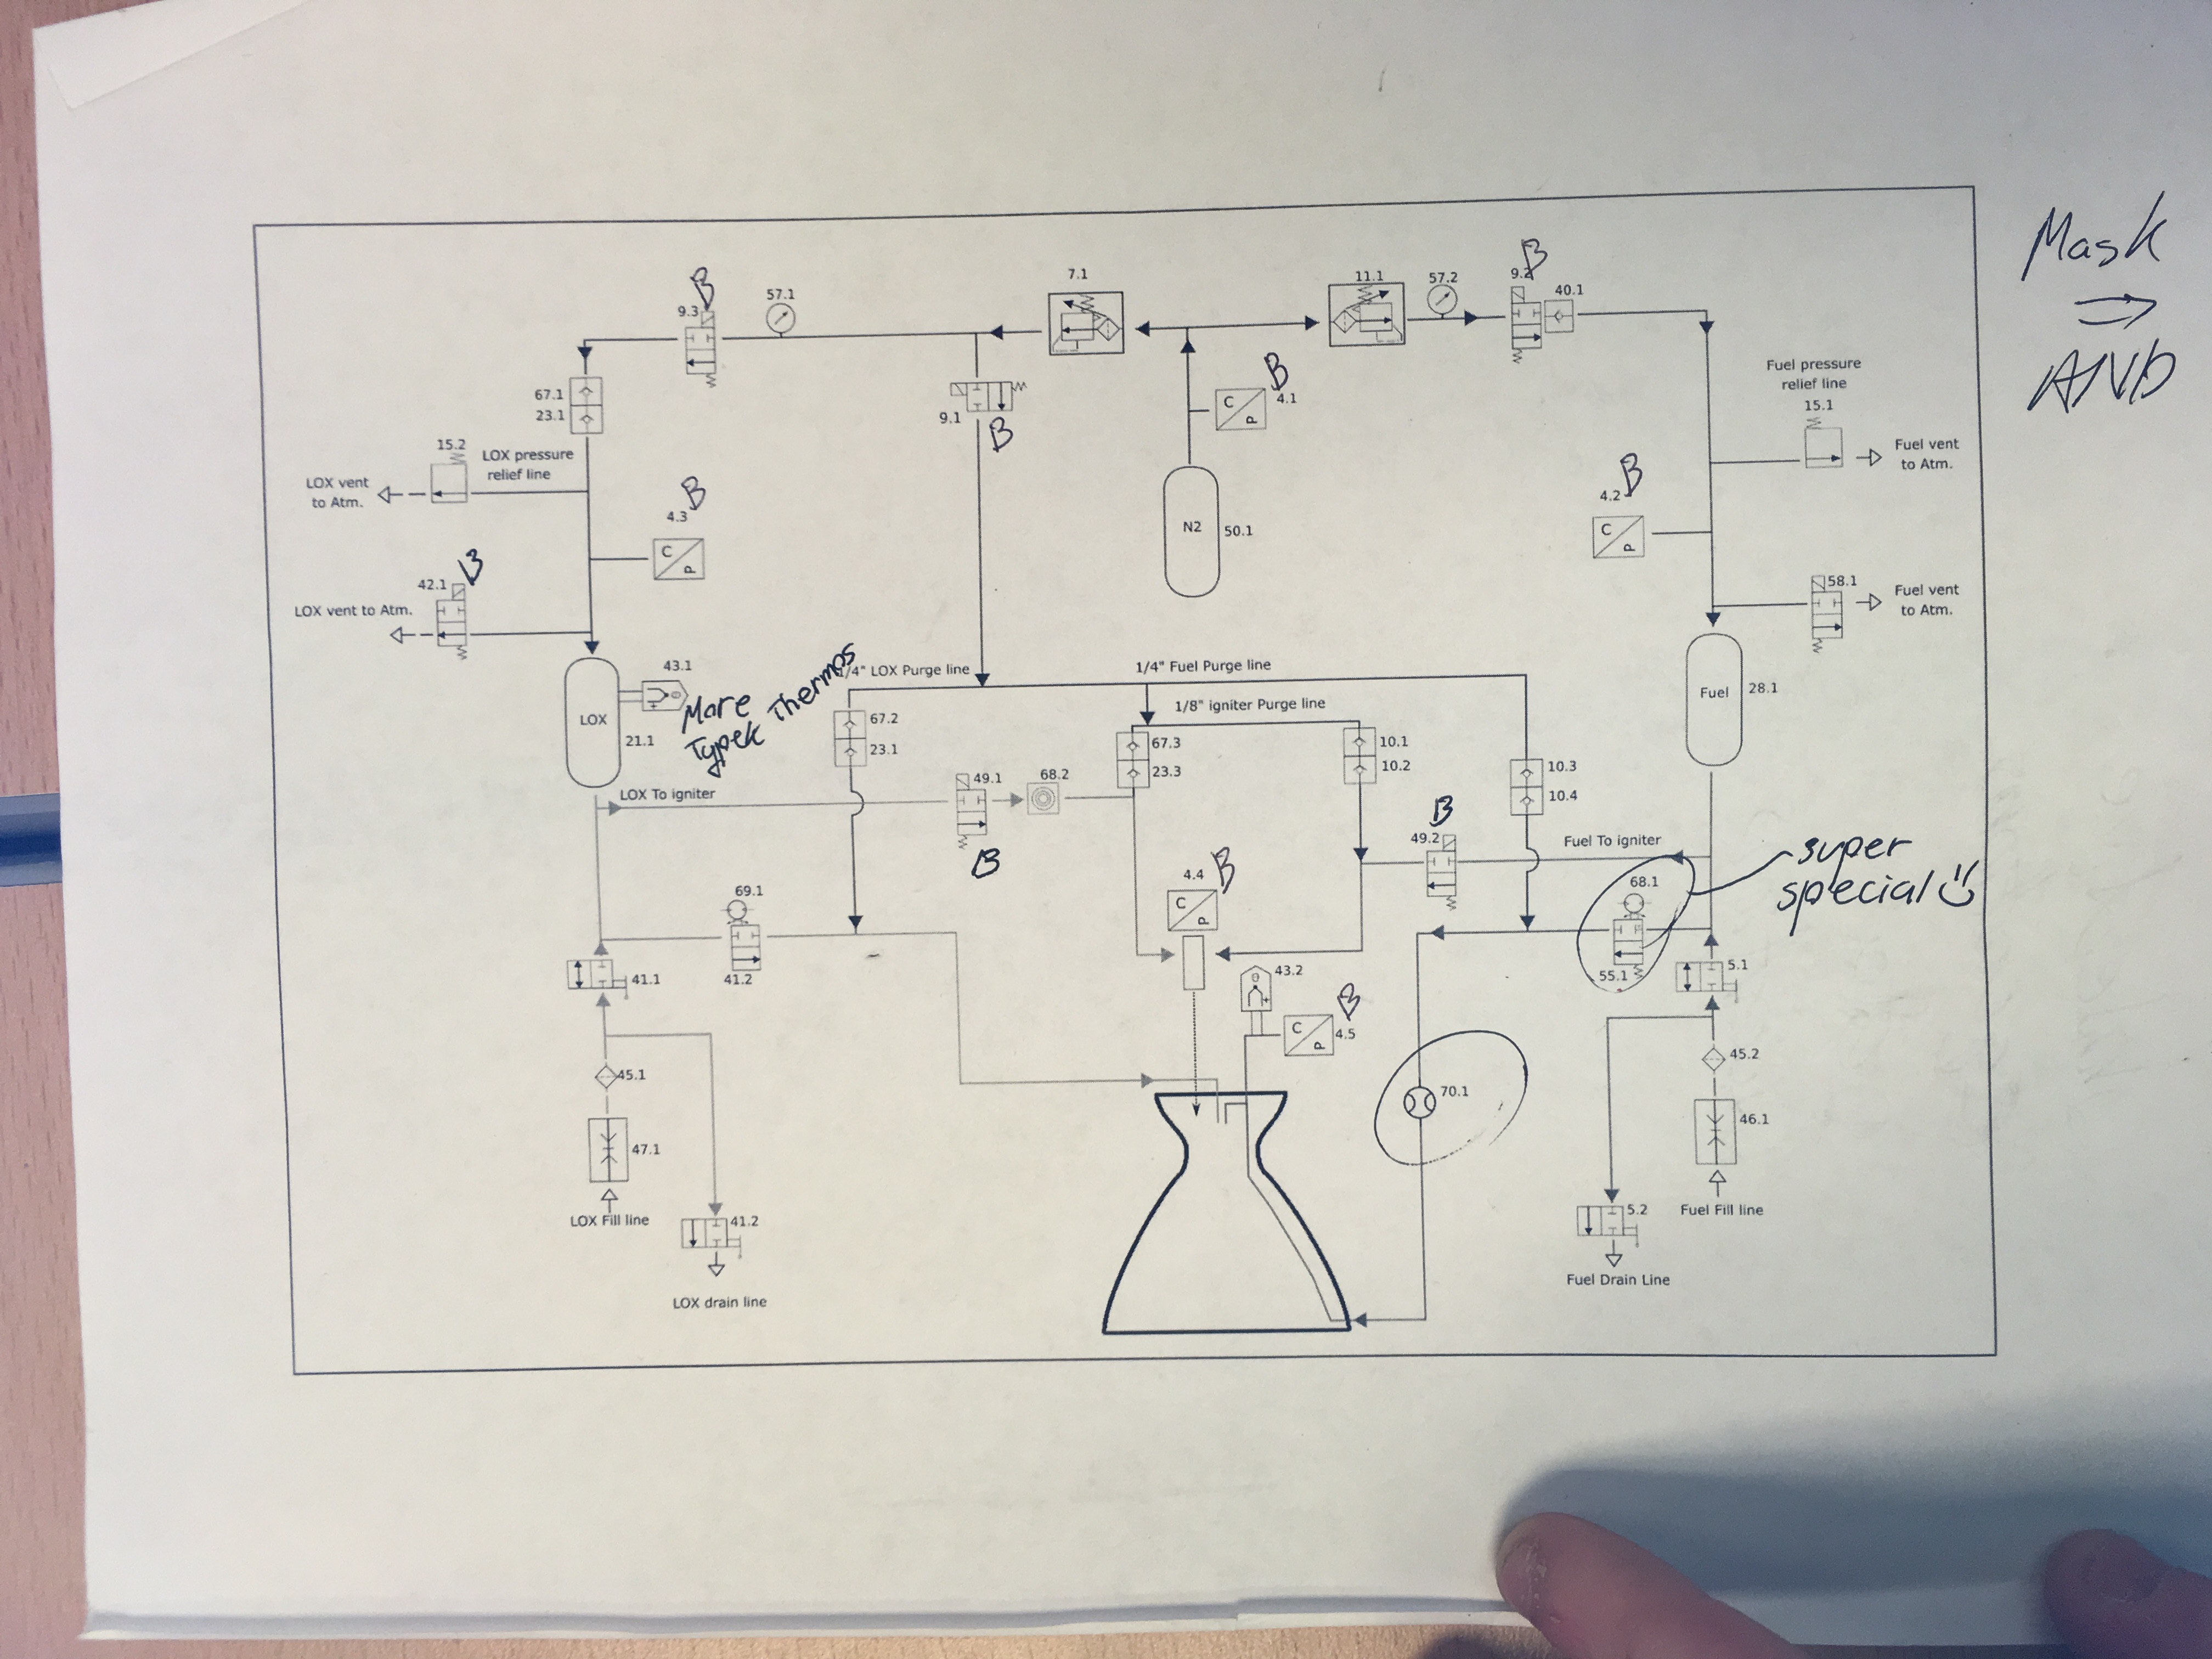 Mask
⇒
AND
B
9.3
57.1
7.1
11.1
57.2
B
9.2
40.1
67.1
23.1
9.1
B
C
P
B
4.1
Fuel pressure
relief line
15.1
Fuel vent
to Atm.
15.2
LOX pressure
relief line
LOX vent
to Atm.
B
4.3
C
P
N2
50.1
B
4.2
C
P
42.1
B
LOX vent to Atm.
58.1
Fuel vent
to Atm.
LOX
21.1
43.1
More
Typek Thermos
1/4" LOX Purge line
1/4" Fuel Purge line
1/8" igniter Purge line
Fuel
28.1
67.2
23.1
67.3
23.3
10.1
10.2
10.3
10.4
LOX To igniter
49.1
68.2
B
B
49.2
Fuel To igniter
super
special
68.1
55.1
69.1
41.2
4.4
B
C
P
43.2
C
P
B
4.5
41.1
5.1
45.1
45.2
47.1
70.1
46.1
LOX Fill line
41.2
LOX drain line
5.2
Fuel Fill line
Fuel Drain Line